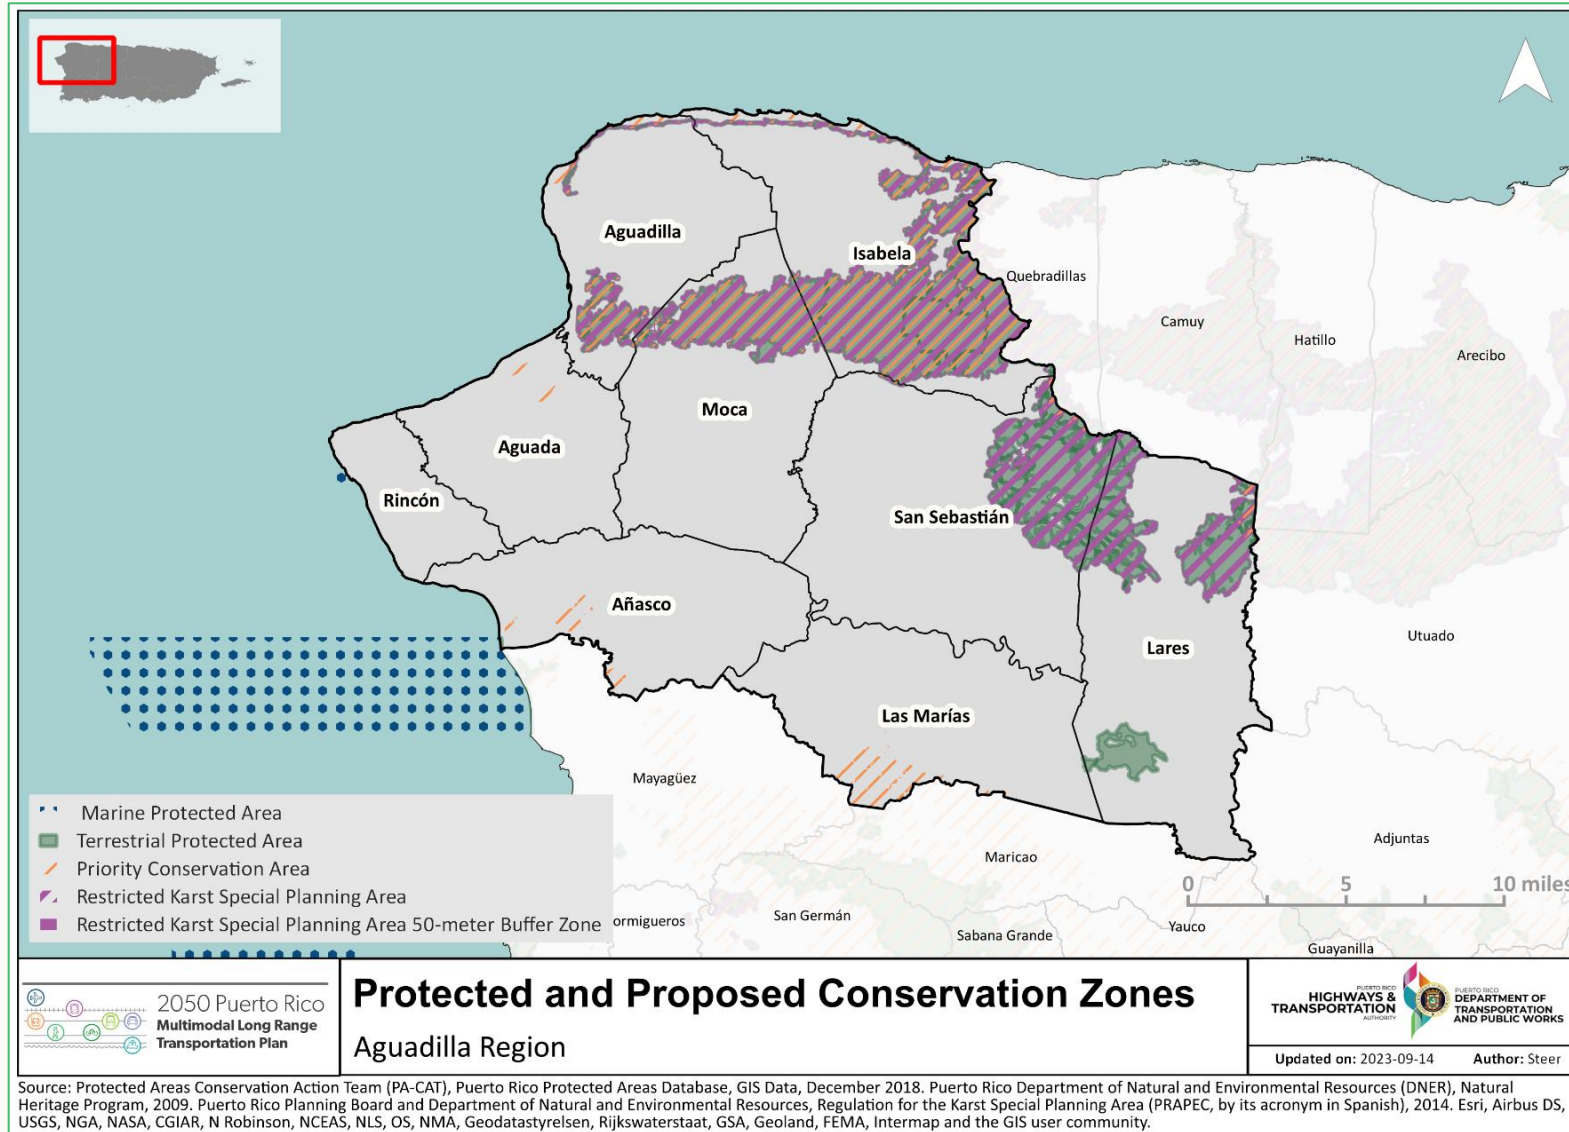 Aguadilla
Isabela
Quebradillas
Camuy
Hatillo
Arecibo
Moca
Aguada
Rincón
San Sebastián
Añasco
Lares
Utuado
Las Marías
Mayagüez
Adjuntas
Maricao
ormigueros
San Germán
Sabana Grande
Yauco
Guayanilla
0 5 10 miles
Marine Protected Area
Terrestrial Protected Area
Priority Conservation Area
Restricted Karst Special Planning Area
Restricted Karst Special Planning Area 50-meter Buffer Zone
2050 Puerto Rico
Multimodal Long Range
Transportation Plan
Protected and Proposed Conservation Zones
Aguadilla Region
PUERTO RICO
HIGHWAYS &
TRANSPORTATION
AUTHORITY
PUERTO RICO
DEPARTMENT OF
TRANSPORTATION
AND PUBLIC WORKS
Updated on: 2023-09-14 Author: Steer
Source: Protected Areas Conservation Action Team (PA-CAT), Puerto Rico Protected Areas Database, GIS Data, December 2018. Puerto Rico Department of Natural and Environmental Resources (DNER), Natural
Heritage Program, 2009. Puerto Rico Planning Board and Department of Natural and Environmental Resources, Regulation for the Karst Special Planning Area (PRAPEC, by its acronym in Spanish), 2014. Esri, Airbus DS,
USGS, NGA, NASA, CGIAR, N Robinson, NCEAS, NLS, OS, NMA, Geodatastyrelsen, Rijkswaterstaat, GSA, Geoland, FEMA, Intermap and the GIS user community.